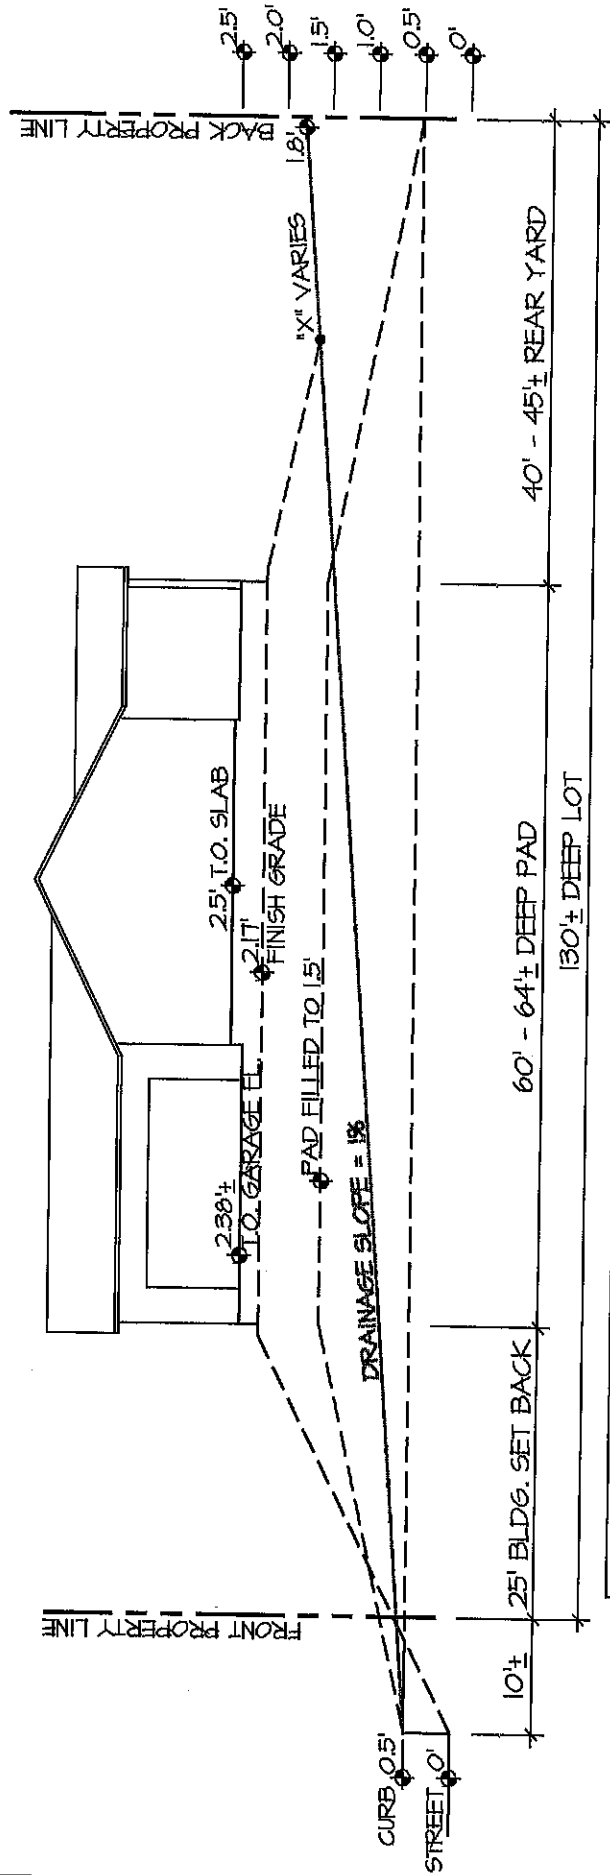 2.5'
2.0'
1.5'
1.0'
0.5'
0'
BACK PROPERTY LINE
1.8'
"X" VARIES
2.5' T.O. SLAB
2.17'
FINISH GRADE
2.38'±
T.O. GARAGE EL.
PAD FILLED TO 1.5'
DRAINAGE SLOPE = 1%
FRONT PROPERTY LINE
CURB 0.5'
STREET 0'
10'±
25' BLDG. SET BACK
60' - 64'± DEEP PAD
40' - 45'± REAR YARD
130'± DEEP LOT